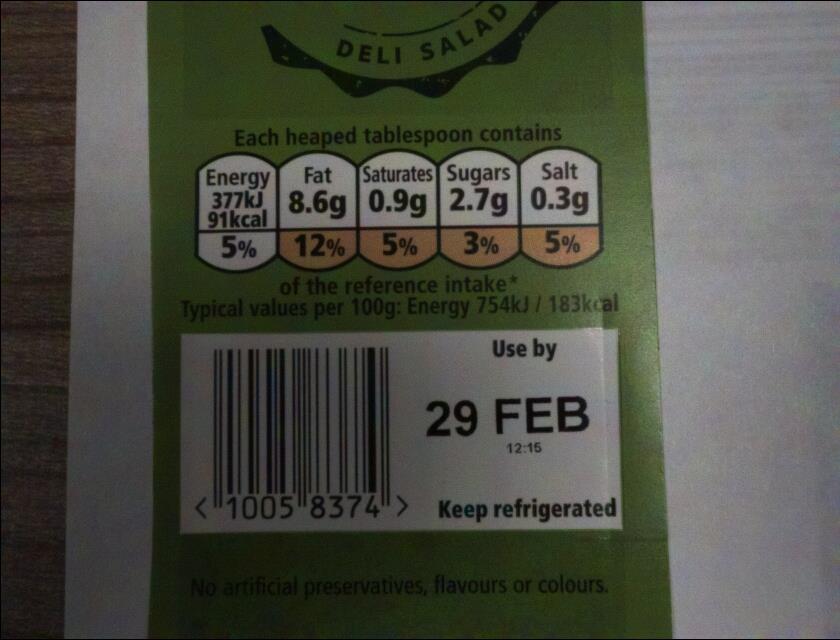 DELI SALAD
Each heaped tablespoon contains
Energy Fat Saturates Sugars Salt
377kJ 8.6g 0.9g 2.7g 0.3g
91kcal
5% 12% 5% 3% 5%
of the reference intake*
Typical values per 100g: Energy 754kJ / 183kcal
Use by
29 FEB
12:15
<1005 8374>
Keep refrigerated
No artificial preservatives, flavours or colours.